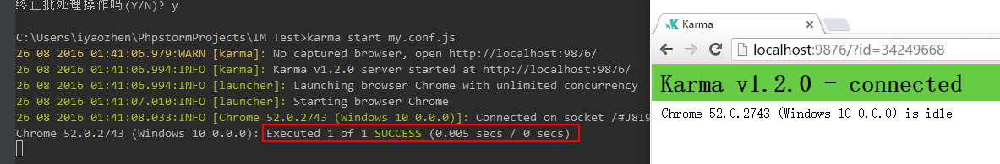 终止批处理操作吗(Y/N)? y
C:\Users\iyaozhen\PhpstormProjects\IM Test>karma start my.conf.js
26 08 2016 01:41:06.979:WARN [karma]: No captured browser, open http://localhost:9876/
26 08 2016 01:41:06.994:INFO [karma]: Karma v1.2.0 server started at http://localhost:9876/
26 08 2016 01:41:06.994:INFO [launcher]: Launching browser Chrome with unlimited concurrency
26 08 2016 01:41:07.010:INFO [launcher]: Starting browser Chrome
26 08 2016 01:41:08.033:INFO [Chrome 52.0.2743 (Windows 10 0.0.0)]: Connected on socket /#J8I9
Chrome 52.0.2743 (Windows 10 0.0.0): Executed 1 of 1 SUCCESS (0.005 secs / 0 secs)
Karma
localhost:9876/?id=34249668
Karma v1.2.0 - connected
Chrome 52.0.2743 (Windows 10 0.0.0) is idle